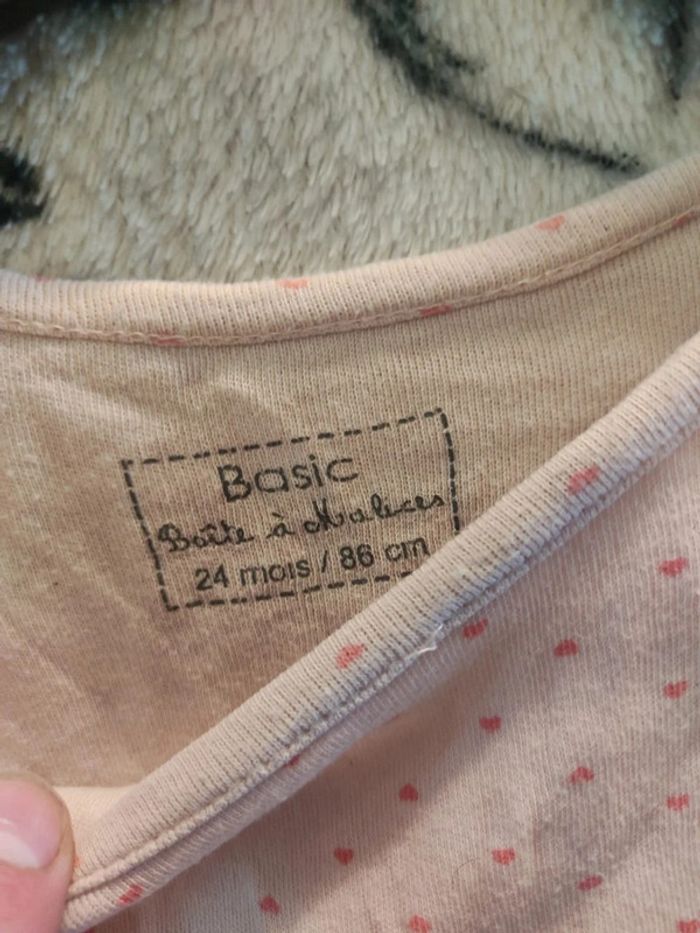 Basic
Boîte à Malices
24 mois / 86 cm